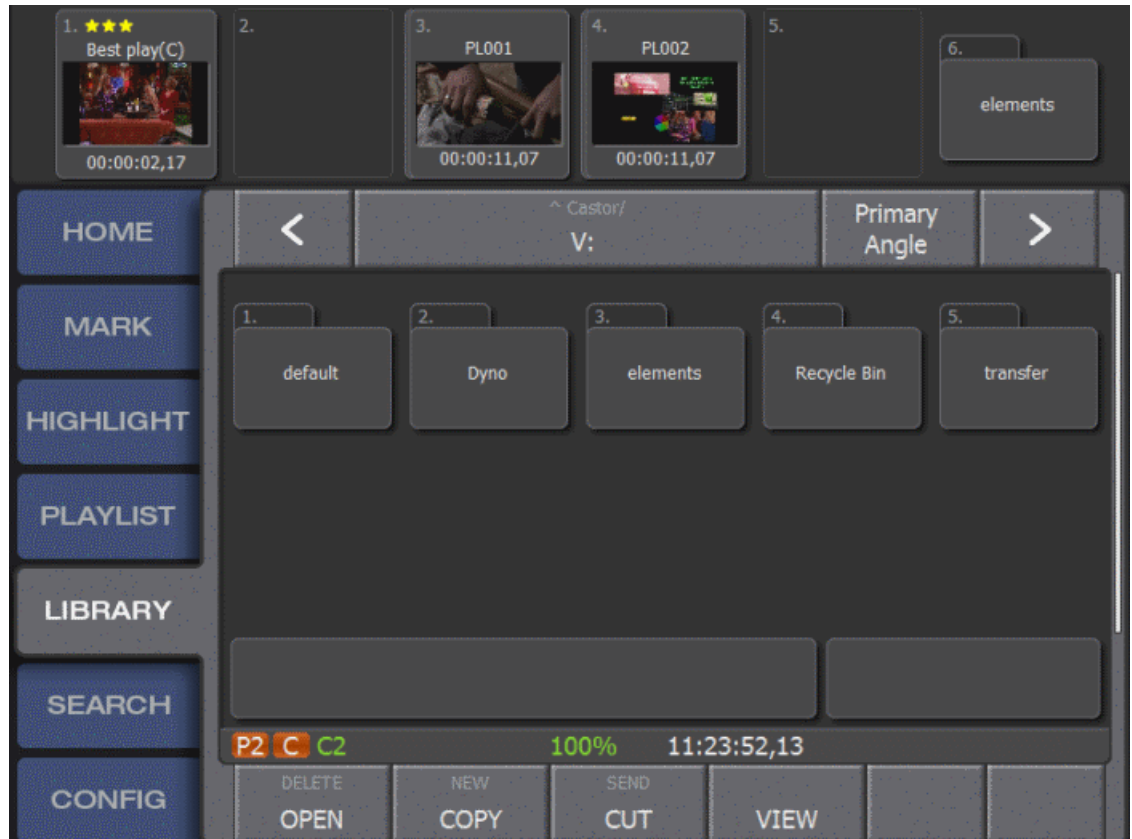 1. ★★★
Best play(C)
00:00:02,17
2.
3.
PL001
00:00:11,07
4.
PL002
00:00:11,07
5.
6.
elements
HOME
MARK
HIGHLIGHT
PLAYLIST
LIBRARY
SEARCH
CONFIG
<
^ Castor/
V:
Primary
Angle
>
1.
default
2.
Dyno
3.
elements
4.
Recycle Bin
5.
transfer
P2 C C2 100% 11:23:52,13
DELETE
OPEN
NEW
COPY
SEND
CUT
VIEW